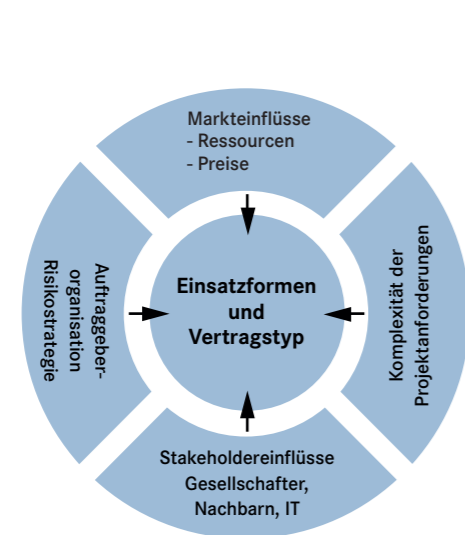 Markteinflüsse
- Ressourcen
- Preise
Auftraggeber-
organisation
Risikostrategie
Einsatzformen
und
Vertragstyp
Komplexität der
Projektanforderungen
Stakeholdereinflüsse
Gesellschafter,
Nachbarn, IT